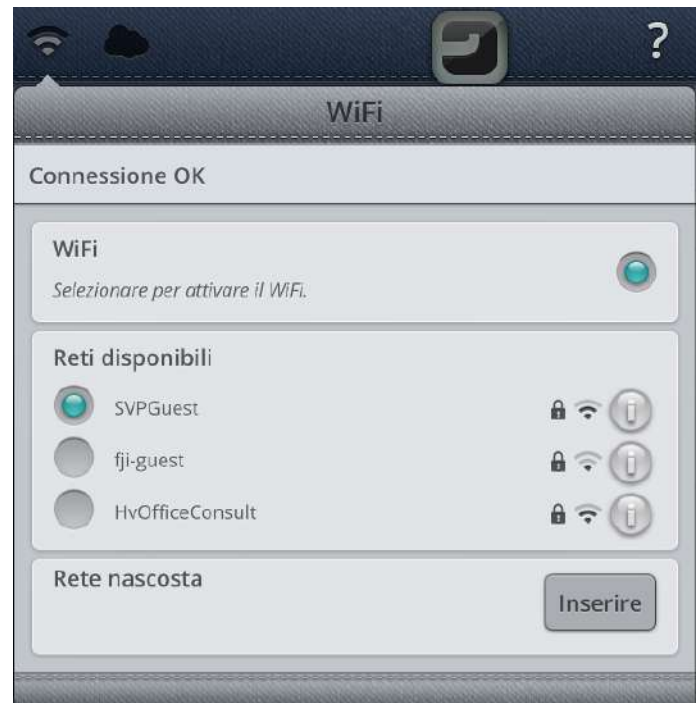 ?
WiFi
Connessione OK
WiFi
Selezionare per attivare il WiFi.
Reti disponibili
SVPGuest
fji-guest
HvOfficeConsult
Rete nascosta
Inserire